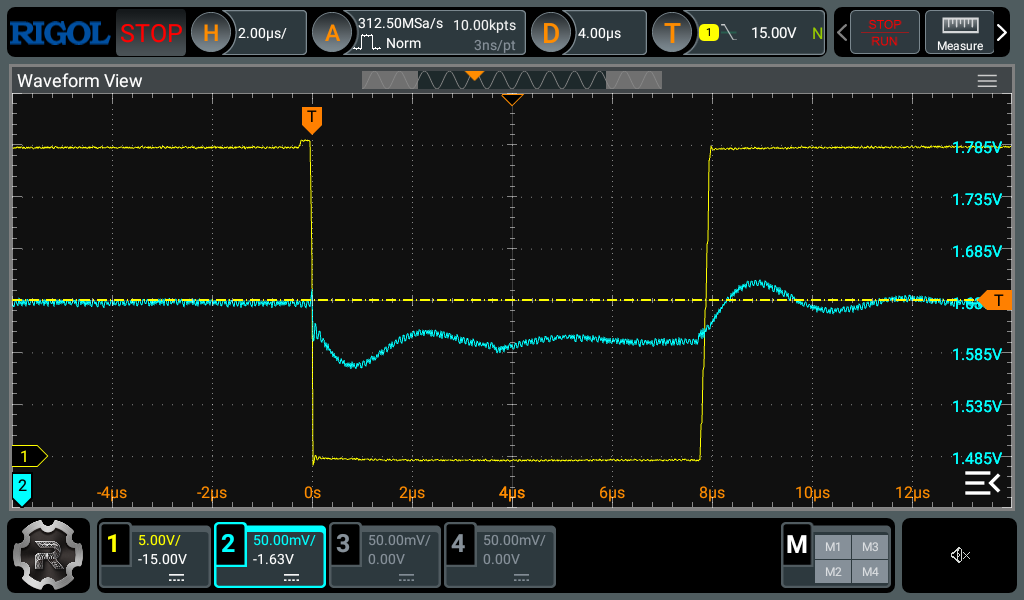 RIGOL STOP H 2.00μs/ A 312.50MSa/s 10.00kpts D 4.00μs T 1 15.00V N STOP
Norm 3ns/pt RUN Measure
Waveform View
T
1.785V
1.735V
1.685V
T
1.585V
1.535V
1 1.485V
2
-4μs -2μs 0s 2μs 4μs 6μs 8μs 10μs 12μs
1 5.00V/ 2 50.00mV/ 3 50.00mV/ 4 50.00mV/ M M1 M3
-15.00V -1.63V 0.00V 0.00V M2 M4
R